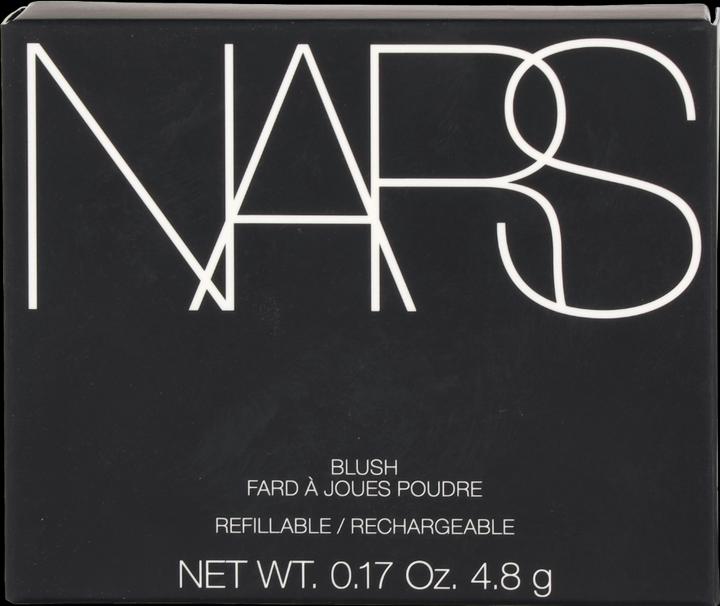 NARS
BLUSH
FARD À JOUES POUDRE
REFILLABLE / RECHARGEABLE
NET WT. 0.17 Oz. 4.8 g